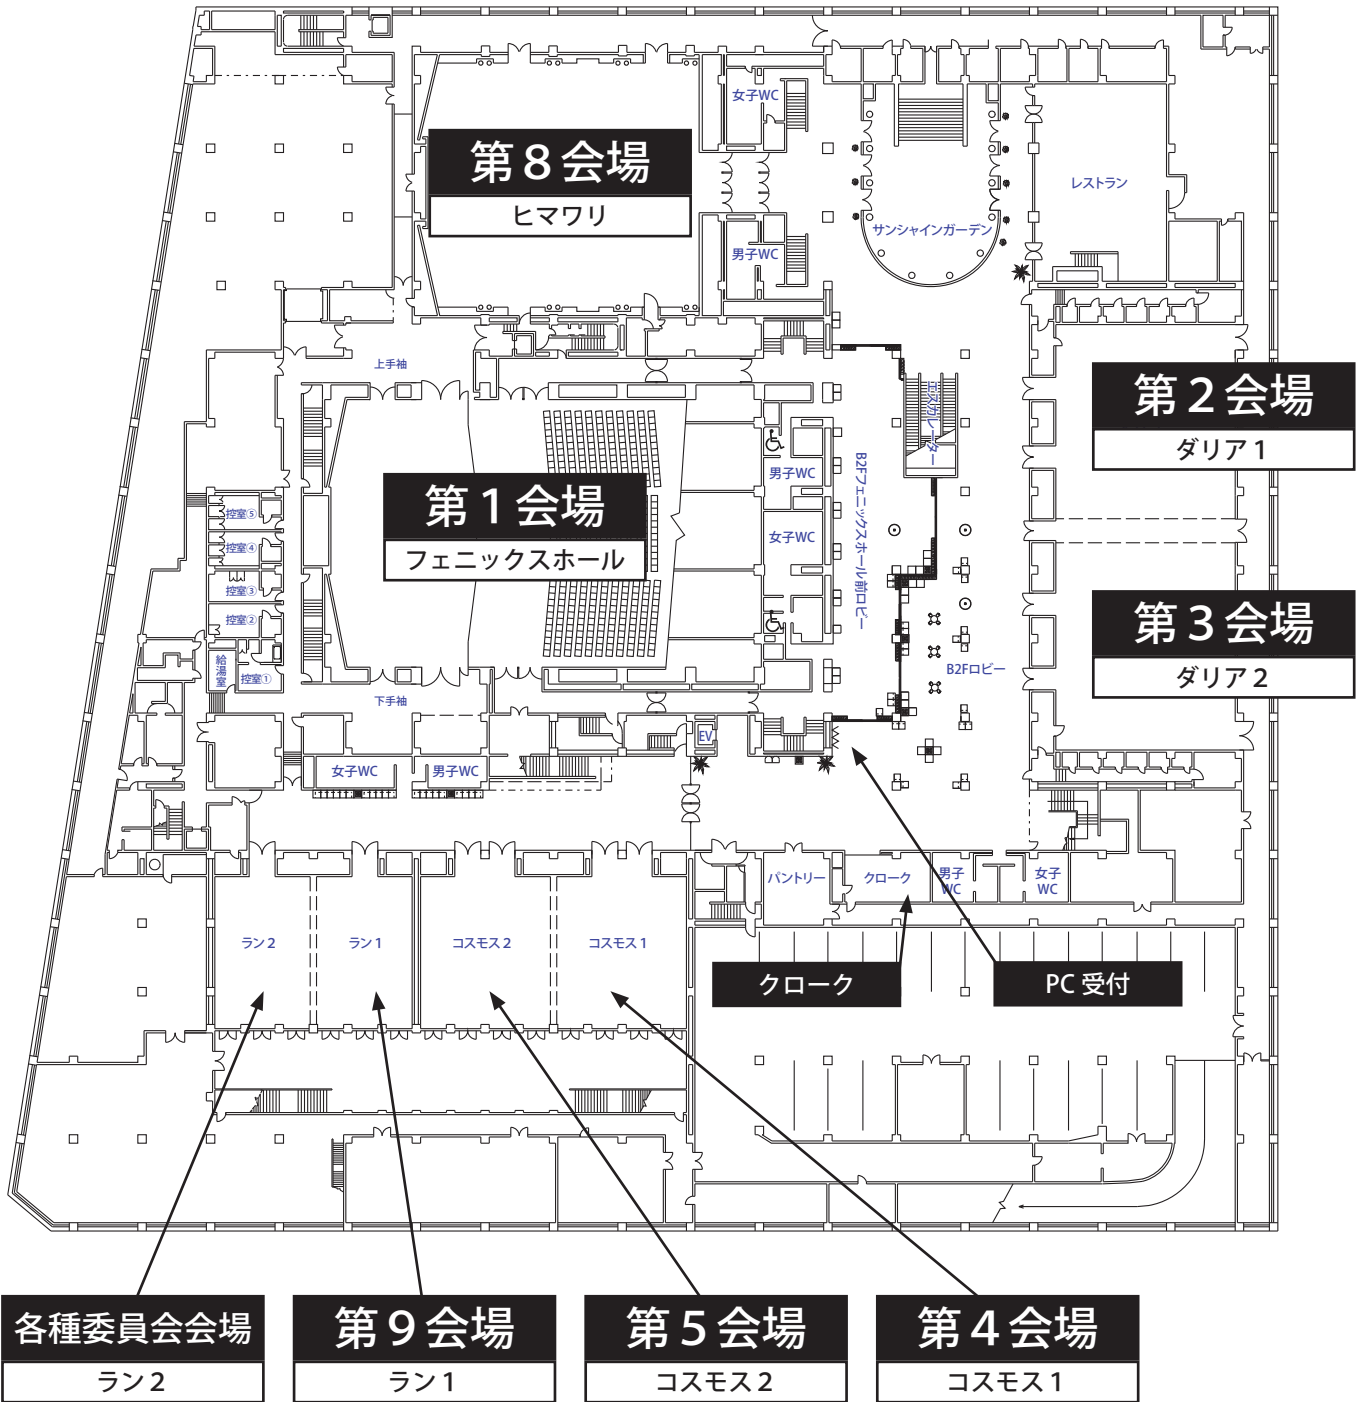 女子WC
第８会場
ヒマワリ
レストラン
サンシャインガーデン
男子WC
上手袖
第２会場
ダリア１
エスカレーター
B2Fフェニックスホール前ロビー
男子WC
第１会場
フェニックスホール
女子WC
控室⑤
控室④
控室③
控室②
控室①
給湯室
第３会場
ダリア２
B2Fロビー
下手袖
EV
女子WC
男子WC
パントリー
クローク
男子
WC
女子
WC
ラン２
ラン１
コスモス２
コスモス１
クローク
PC 受付
各種委員会会場
ラン２
第９会場
ラン１
第５会場
コスモス２
第４会場
コスモス１